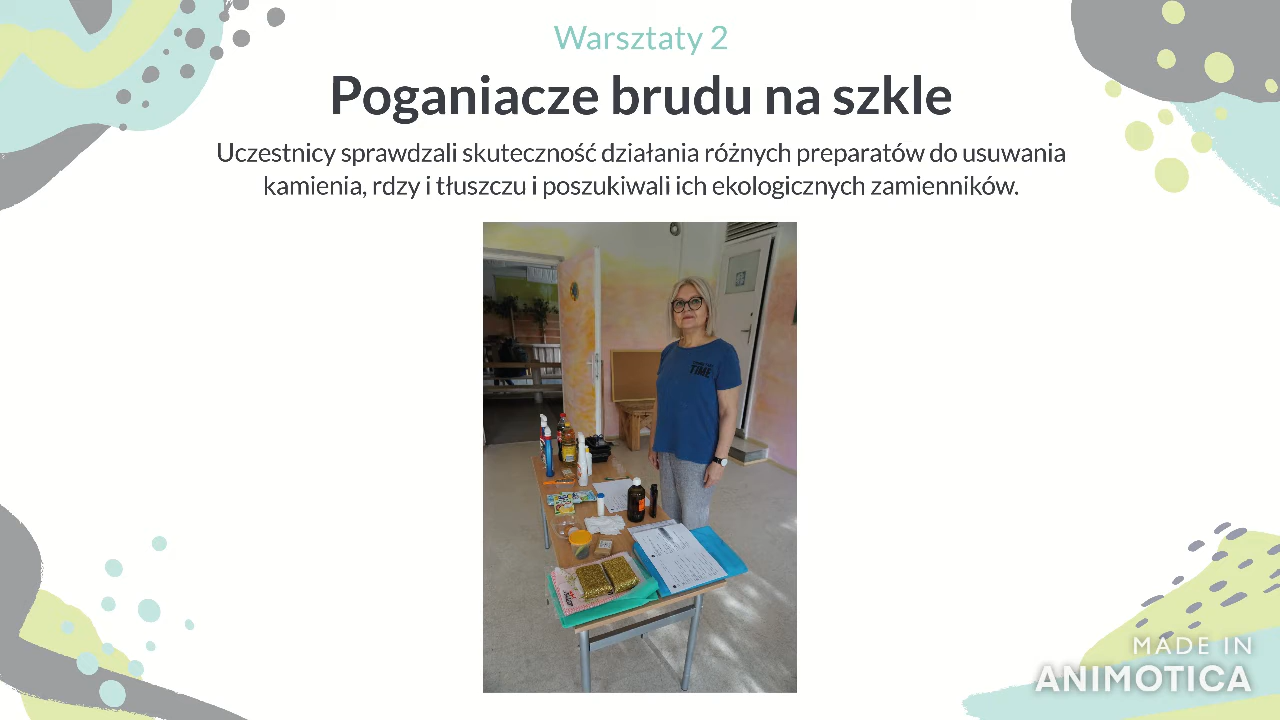 Warsztaty 2
Poganiacze brudu na szkle
Uczestnicy sprawdzali skuteczność działania różnych preparatów do usuwania
kamienia, rdzy i tłuszczu i poszukiwali ich ekologicznych zamienników.
TIME
MADE IN
ANIMOTICA